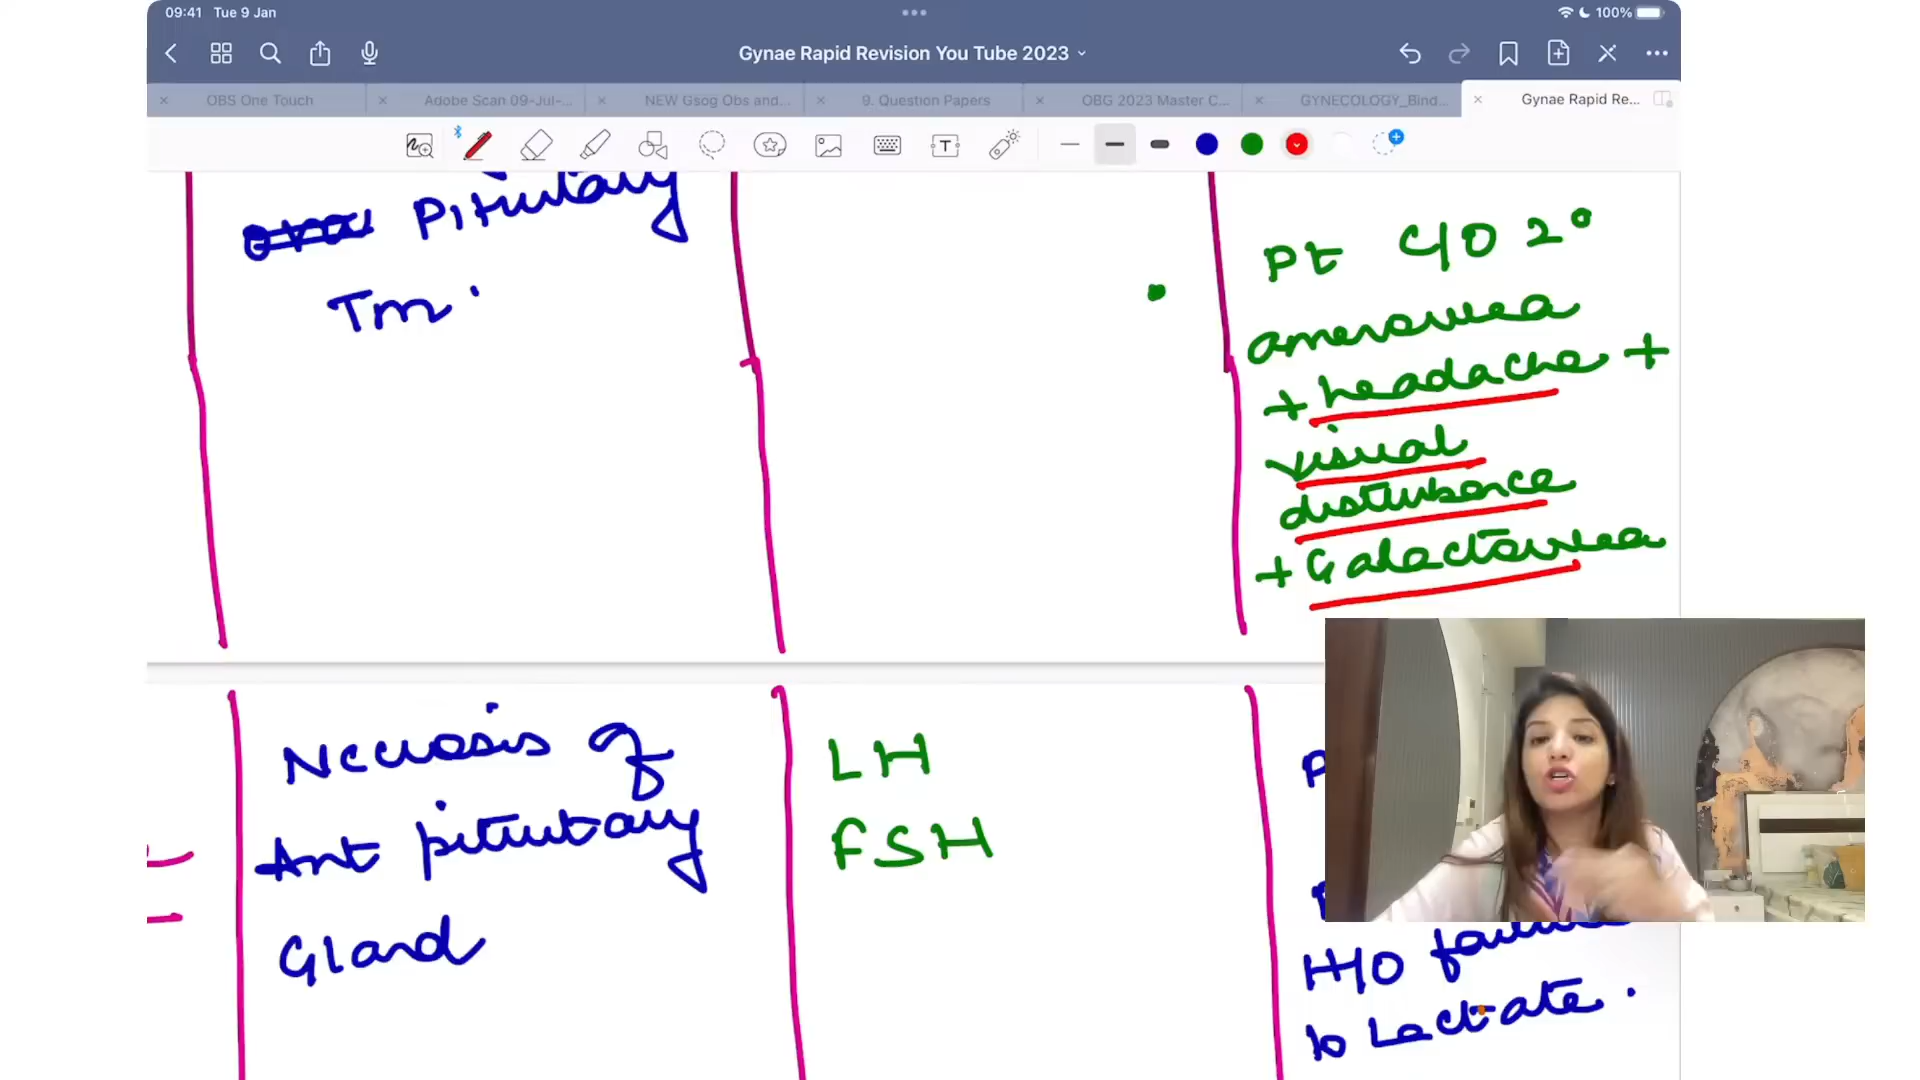 09:41 Tue 9 Jan
100%
Gynae Rapid Revision You Tube 2023
OBS One Touch
Adobe Scan 09-Jul-...
NEW Gsog Obs and...
9. Question Papers
OBG 2023 Master C...
GYNECOLOGY_Bind...
Gynae Rapid Re...
Pituitary
Tm
Pt C/O 2°
amenorrhea
+ headache +
visual
disturbance
+ Galactorrhea
Necrosis of
Ant pituitary
Gland
LH
FSH
H/O failure
to Lactate.